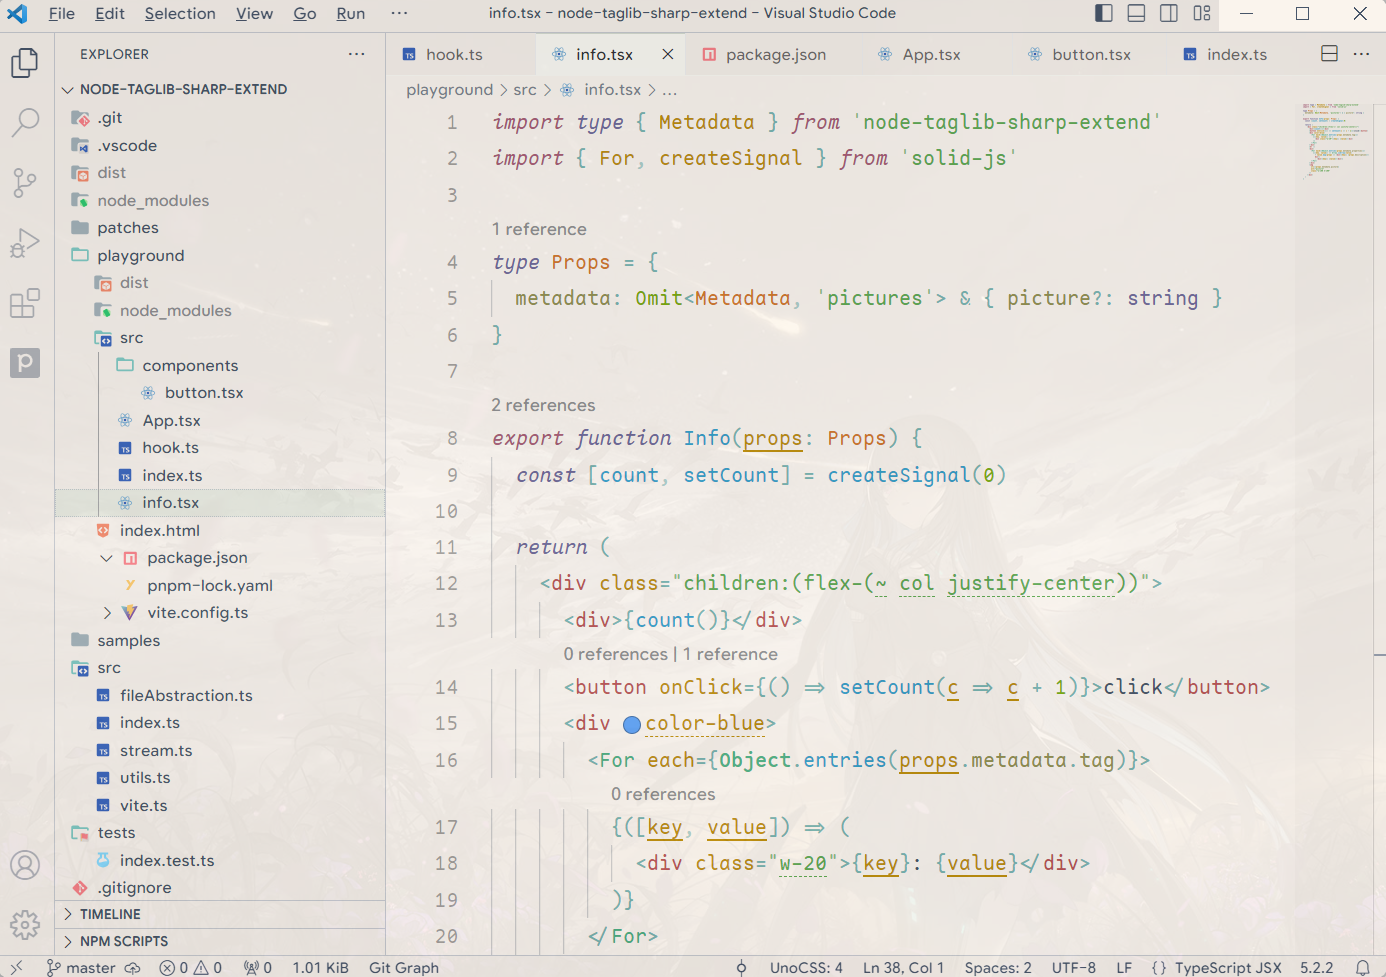 File Edit Selection View Go Run ··· info.tsx - node-taglib-sharp-extend - Visual Studio Code
EXPLORER ···
NODE-TAGLIB-SHARP-EXTEND
.git
.vscode
dist
node_modules
patches
playground
dist
node_modules
src
components
button.tsx
App.tsx
hook.ts
index.ts
info.tsx
index.html
package.json
pnpm-lock.yaml
vite.config.ts
samples
src
fileAbstraction.ts
index.ts
stream.ts
utils.ts
vite.ts
tests
index.test.ts
.gitignore
TIMELINE
NPM SCRIPTS
hook.ts info.tsx package.json App.tsx button.tsx index.ts ···
playground > src > info.tsx > ...
1 import type { Metadata } from 'node-taglib-sharp-extend'
2 import { For, createSignal } from 'solid-js'
3
1 reference
4 type Props = {
5 metadata: Omit<Metadata, 'pictures'> & { picture?: string }
6 }
7
2 references
8 export function Info(props: Props) {
9 const [count, setCount] = createSignal(0)
10
11 return (
12 <div class="children:(flex-(~ col justify-center))">
13 <div>{count()}</div>
0 references | 1 reference
14 <button onClick={() => setCount(c => c + 1)}>click</button>
15 <div color-blue>
16 <For each={Object.entries(props.metadata.tag)}>
0 references
17 {([key, value]) => (
18 <div class="w-20">{key}: {value}</div>
19 )}
20 </For>
master 0 0 0 1.01 KiB Git Graph UnoCSS: 4 Ln 38, Col 1 Spaces: 2 UTF-8 LF {} TypeScript JSX 5.2.2